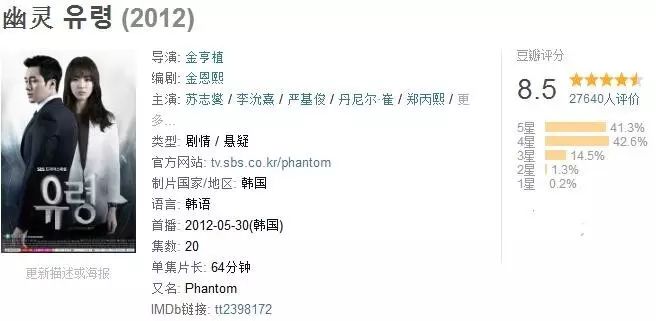 幽灵 유령 (2012)
SBS 드라마스페셜
유령
更新描述或海报
导演: 金亨植
编剧: 金恩熙
主演: 苏志燮 / 李沇熹 / 严基俊 / 丹尼尔·崔 / 郑丙熙 / 更
多...
类型: 剧情 / 悬疑
官方网站: tv.sbs.co.kr/phantom
制片国家/地区: 韩国
语言: 韩语
首播: 2012-05-30(韩国)
集数: 20
单集片长: 64分钟
又名: Phantom
IMDb链接: tt2398172
豆瓣评分
8.5
27640人评价
5星 41.3%
4星 42.6%
3星 14.5%
2星 1.3%
1星 0.2%